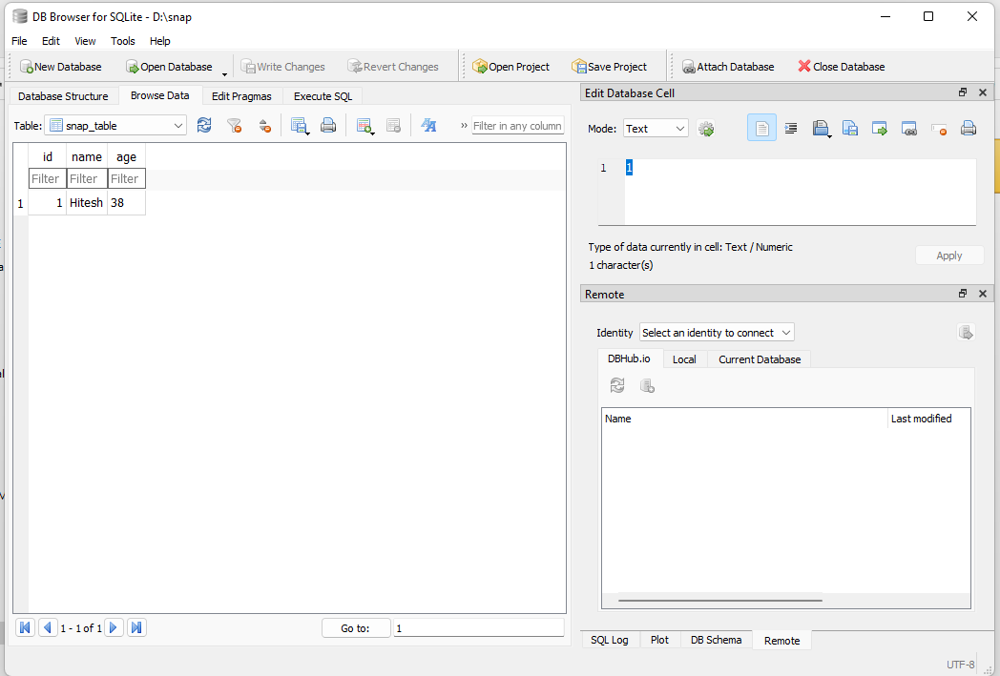 DB Browser for SQLite - D:\snap
File Edit View Tools Help
New Database Open Database Write Changes Revert Changes Open Project Save Project Attach Database Close Database
Database Structure Browse Data Edit Pragmas Execute SQL
Table: snap_table » Filter in any column
id name age
Filter Filter Filter
1 1 Hitesh 38
1 - 1 of 1 Go to: 1
Edit Database Cell
Mode: Text
1 1
Type of data currently in cell: Text / Numeric
1 character(s)
Apply
Remote
Identity Select an identity to connect
DBHub.io Local Current Database
Name Last modified
SQL Log Plot DB Schema Remote
UTF-8